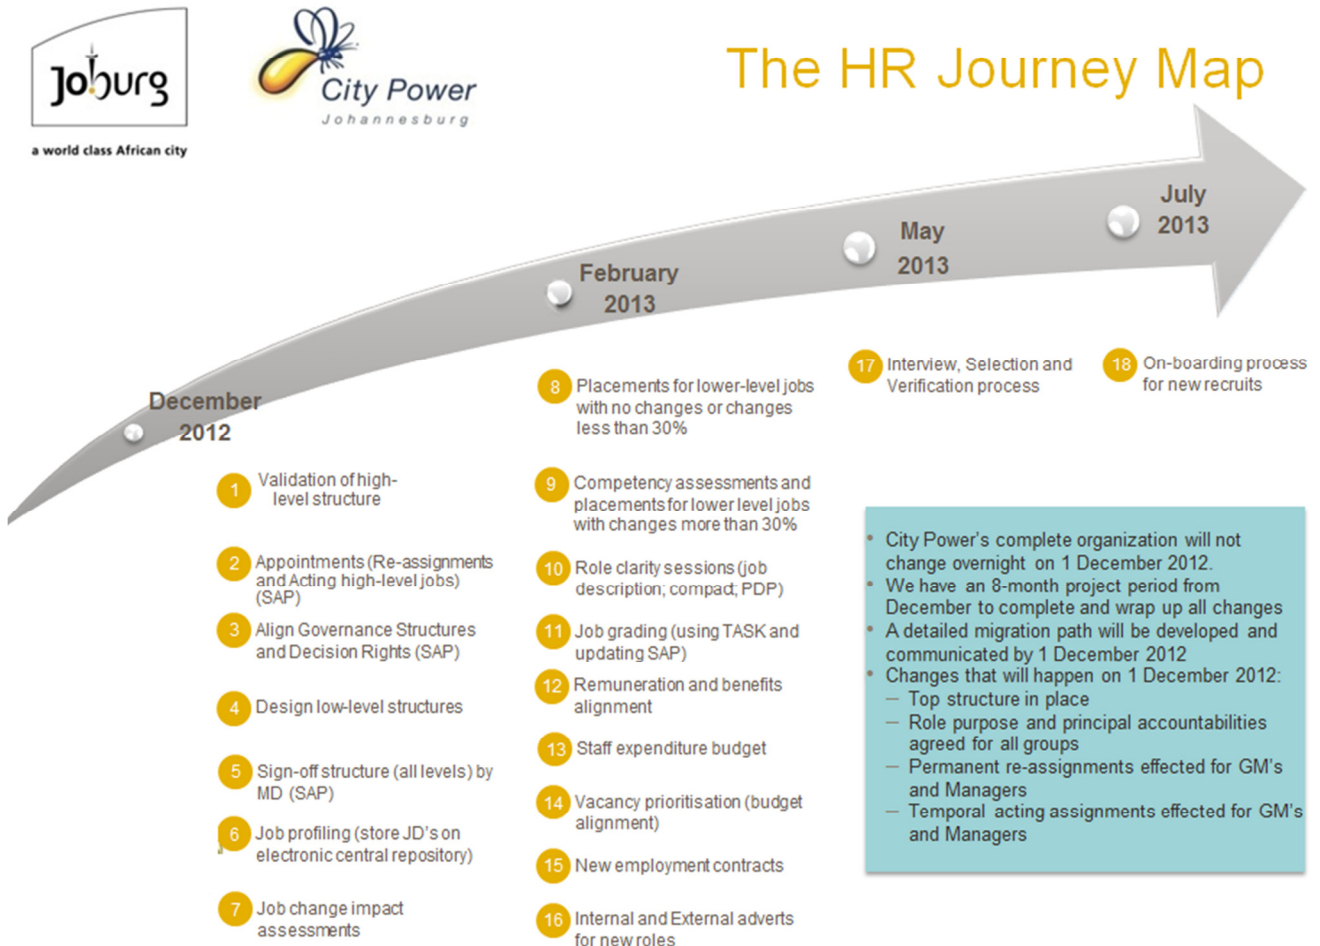 Joburg
a world class African city
City Power
Johannesburg
The HR Journey Map
December
2012
February
2013
May
2013
July
2013
1 Validation of high-
level structure
2 Appointments (Re-assignments
and Acting high-level jobs)
(SAP)
3 Align Governance Structures
and Decision Rights (SAP)
4 Design low-level structures
5 Sign-off structure (all levels) by
MD (SAP)
6 Job profiling (store JD's on
electronic central repository)
7 Job change impact
assessments
8 Placements for lower-level jobs
with no changes or changes
less than 30%
9 Competency assessments and
placements for lower level jobs
with changes more than 30%
10 Role clarity sessions (job
description; compact; PDP)
11 Job grading (using TASK and
updating SAP)
12 Remuneration and benefits
alignment
13 Staff expenditure budget
14 Vacancy prioritisation (budget
alignment)
15 New employment contracts
16 Internal and External adverts
for new roles
17 Interview, Selection and
Verification process
18 On-boarding process
for new recruits
• City Power's complete organization will not
change overnight on 1 December 2012.
• We have an 8-month project period from
December to complete and wrap up all changes
• A detailed migration path will be developed and
communicated by 1 December 2012
• Changes that will happen on 1 December 2012:
– Top structure in place
– Role purpose and principal accountabilities
agreed for all groups
– Permanent re-assignments effected for GM's
and Managers
– Temporal acting assignments effected for GM's
and Managers